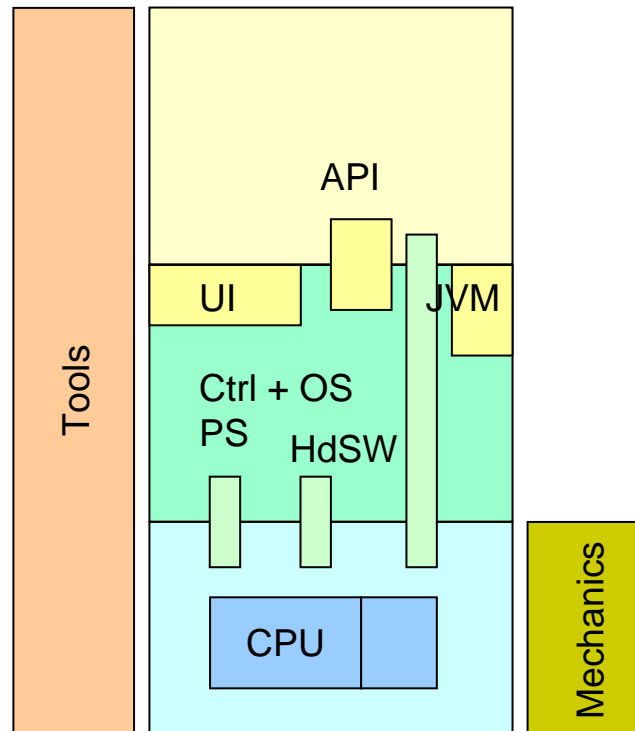 API
UI
JVM
Ctrl + OS
PS
HdSW
CPU
Tools
Mechanics